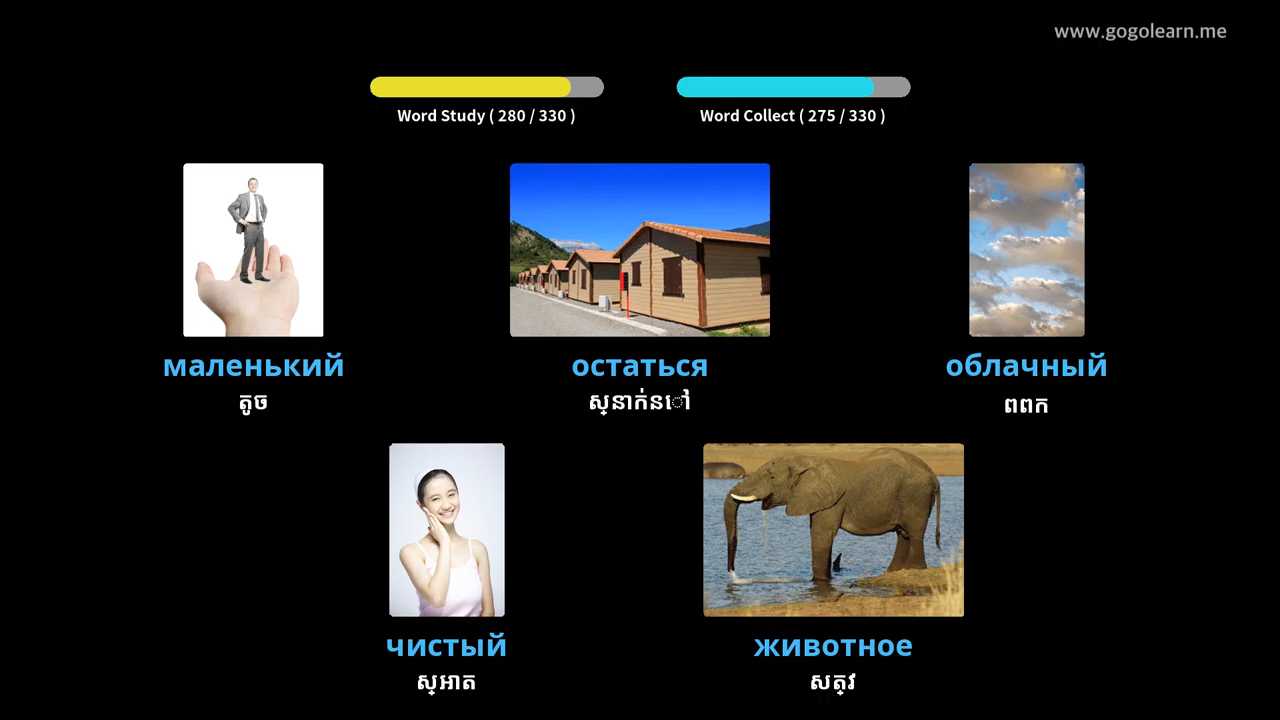 www.gogolearn.me
Word Study ( 280 / 330 )
Word Collect ( 275 / 330 )
маленький
តូច
остаться
ស្នាក់នៅ
облачный
ពពក
чистый
ស្អាត
животное
សត្វ